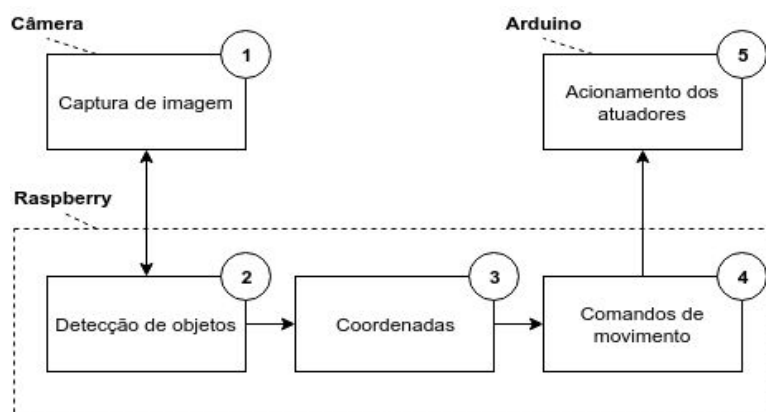 Câmera
1
Captura de imagem
Arduino
5
Acionamento dos
atuadores
Raspberry
2
Detecção de objetos
3
Coordenadas
4
Comandos de
movimento